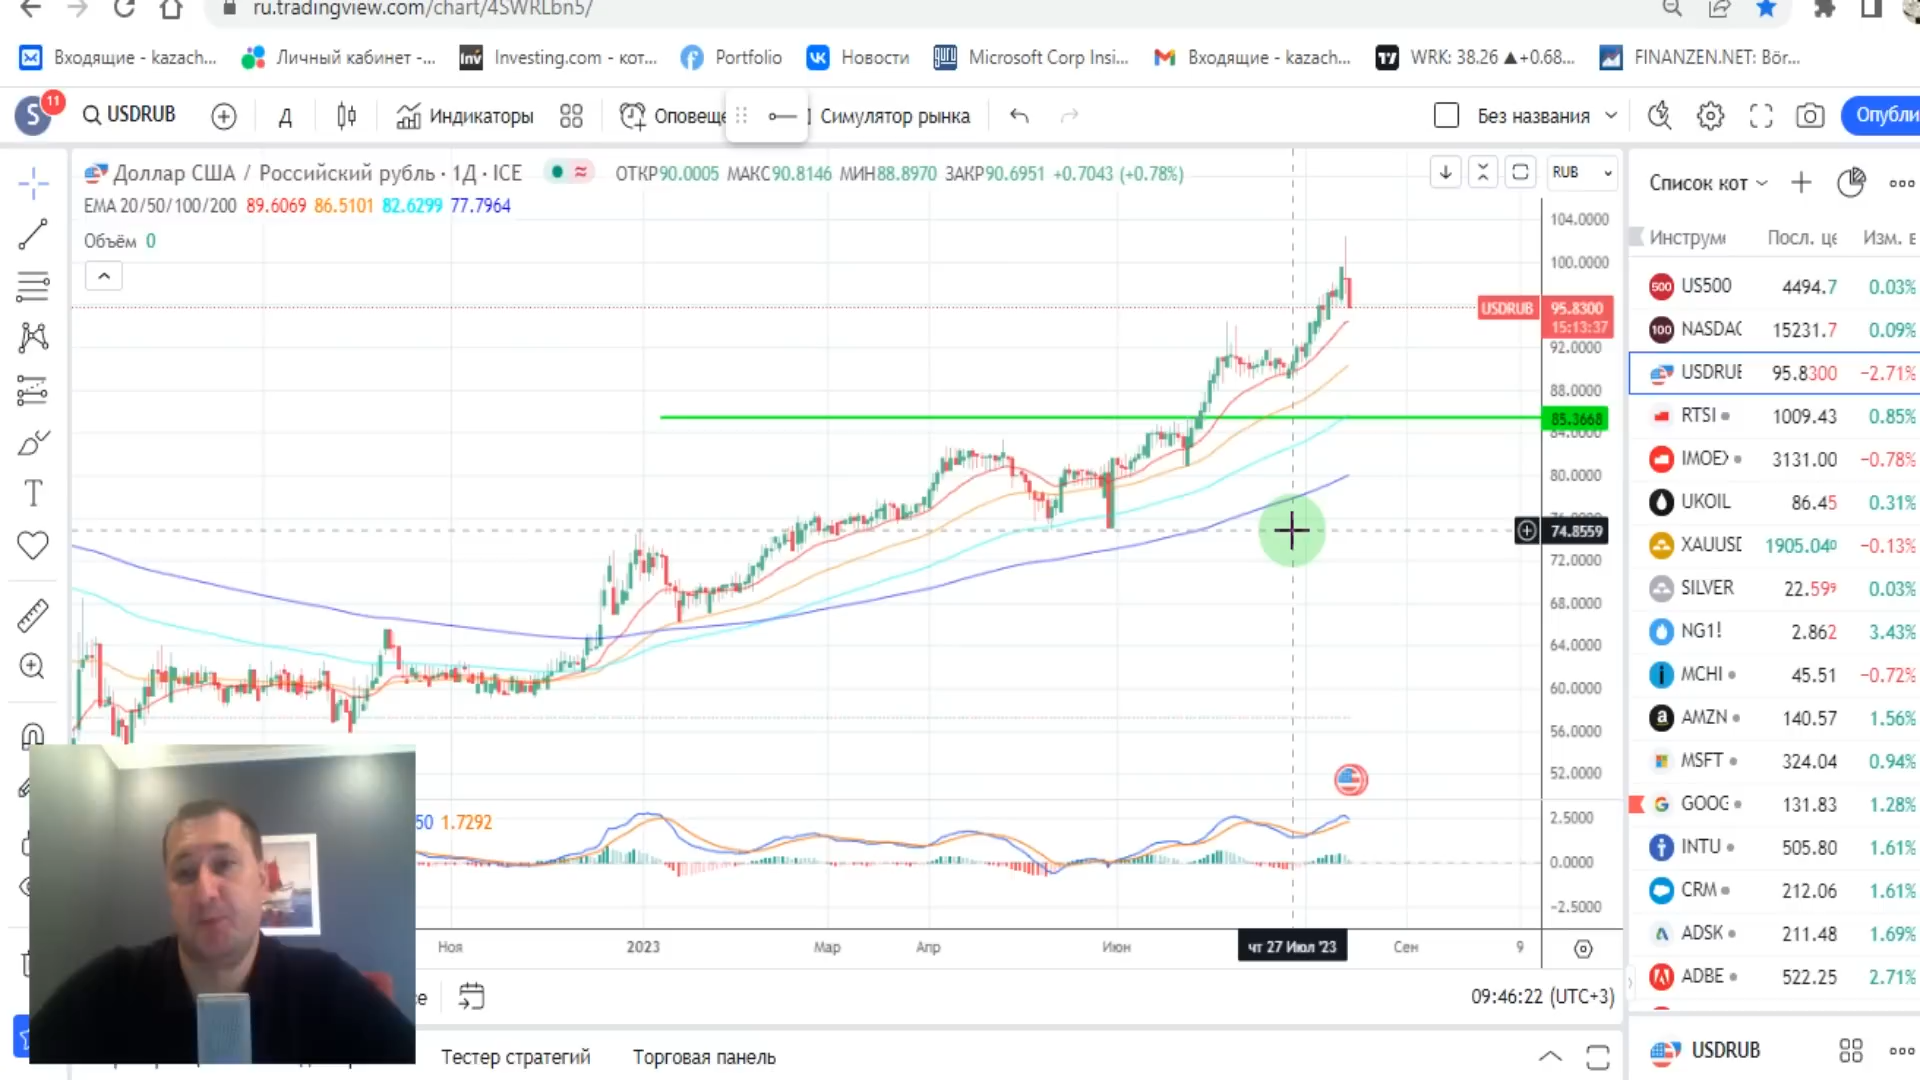 ru.tradingview.com/chart/4SWRLbn5/
Входящие - kazach...
Личный кабинет -...
Investing.com - кот...
Portfolio
Новости
Microsoft Corp Insi...
Входящие - kazach...
WRK: 38.26 ▲+0.68...
FINANZEN.NET: Bör...
S 11
USDRUB
Д
Индикаторы
Оповеще
Симулятор рынка
Без названия
Опубли
Доллар США / Российский рубль · 1Д · ICE
ОТКР90.0005 МАКС90.8146 МИН88.8970 ЗАКР90.6951 +0.7043 (+0.78%)
EMA 20/50/100/200 89.6069 86.5101 82.6299 77.7964
Объём 0
RUB
104.0000
100.0000
USDRUB 95.8300
15:13:37
92.0000
88.0000
85.3668
84.0000
80.0000
74.8559
72.0000
68.0000
64.0000
60.0000
56.0000
52.0000
50 1.7292
2.5000
0.0000
−2.5000
Ноя
2023
Мар
Апр
Июн
чт 27 Июл '23
Сен
9
09:46:22 (UTC+3)
Тестер стратегий
Торговая панель
Список кот
Инструм Посл. це Изм. в
500 US500 4494.7 0.03%
100 NASDAC 15231.7 0.09%
USDRUE 95.8300 −2.71%
RTSI 1009.43 0.85%
IMOEX 3131.00 −0.78%
UKOIL 86.45 0.31%
XAUUSD 1905.040 −0.13%
SILVER 22.599 0.03%
NG1! 2.862 3.43%
MCHI 45.51 −0.72%
AMZN 140.57 1.56%
MSFT 324.04 0.94%
GOOG 131.83 1.28%
INTU 505.80 1.61%
CRM 212.06 1.61%
ADSK 211.48 1.69%
ADBE 522.25 2.71%
USDRUB